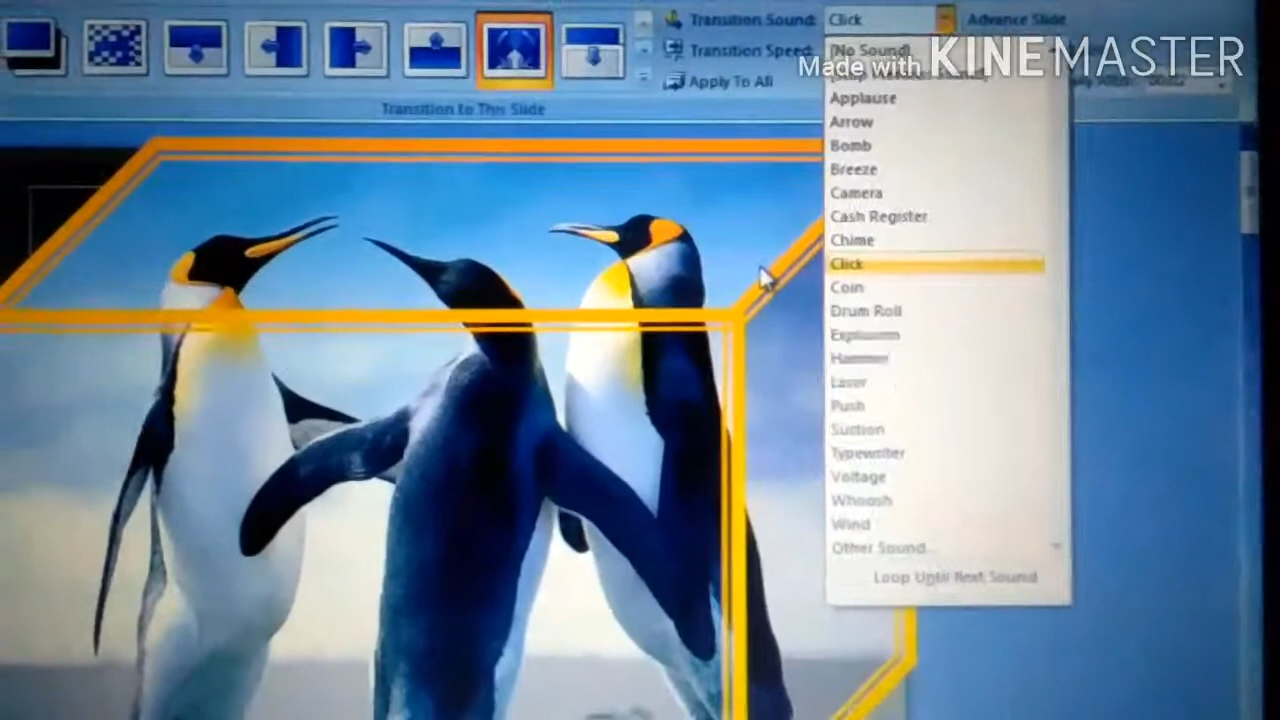 Transition Sound: Click Advance Slide
Transition Speed: [No Sound]
Made with KINEMASTER
Apply To All
Transition to This Slide
Applause
Arrow
Bomb
Breeze
Camera
Cash Register
Chime
Click
Coin
Drum Roll
Explosion
Hammer
Laser
Push
Suction
Typewriter
Voltage
Whoosh
Wind
Other Sound...
Loop Until Next Sound